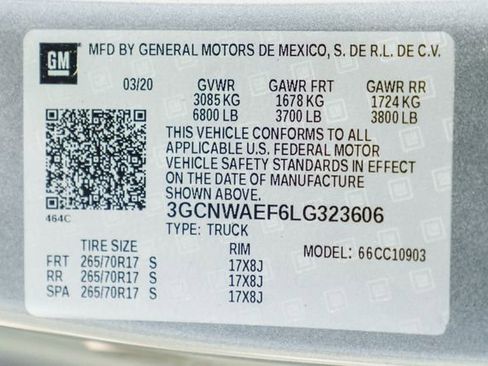 GM MFD BY GENERAL MOTORS DE MEXICO, S. DE R.L. DE C.V.
03/20 GVWR GAWR FRT GAWR RR
3085 KG 1678 KG 1724 KG
6800 LB 3700 LB 3800 LB
THIS VEHICLE CONFORMS TO ALL
APPLICABLE U.S. FEDERAL MOTOR
VEHICLE SAFETY STANDARDS IN EFFECT
ON THE DATE OF MANUFACTURE
SHOWN ABOVE.
464C 3GCNWAEF6LG323606
TYPE: TRUCK
TIRE SIZE RIM MODEL: 66CC10903
FRT 265/70R17 S 17X8J
RR 265/70R17 S 17X8J
SPA 265/70R17 S 17X8J